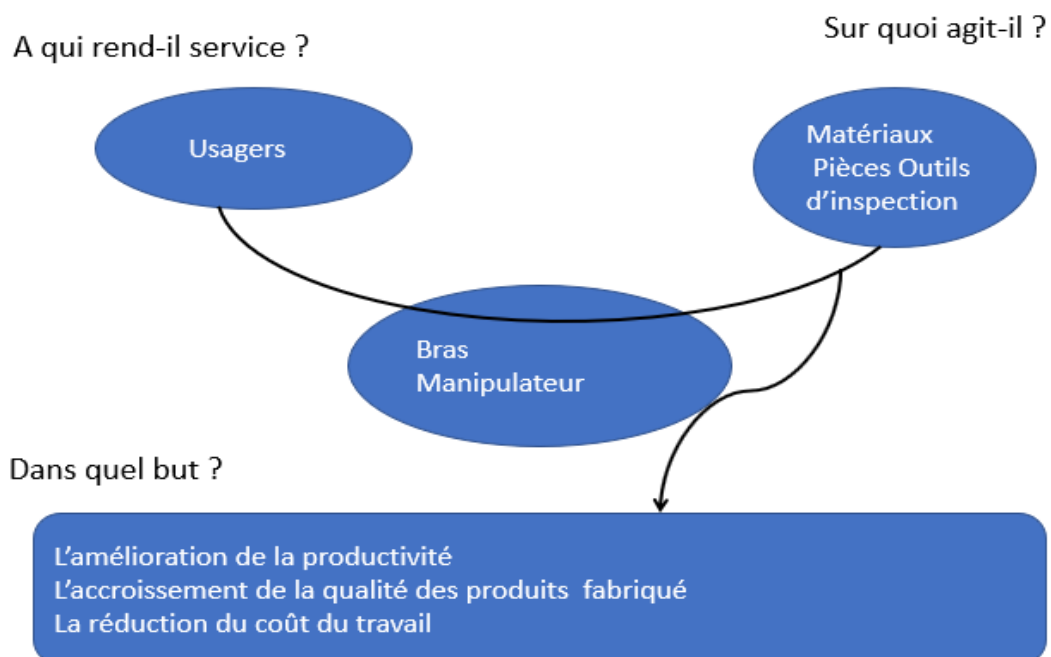 A qui rend-il service ?
Sur quoi agit-il ?
Usagers
Matériaux
Pièces Outils
d’inspection
Bras
Manipulateur
Dans quel but ?
L’amélioration de la productivité
L’accroissement de la qualité des produits fabriqué
La réduction du coût du travail